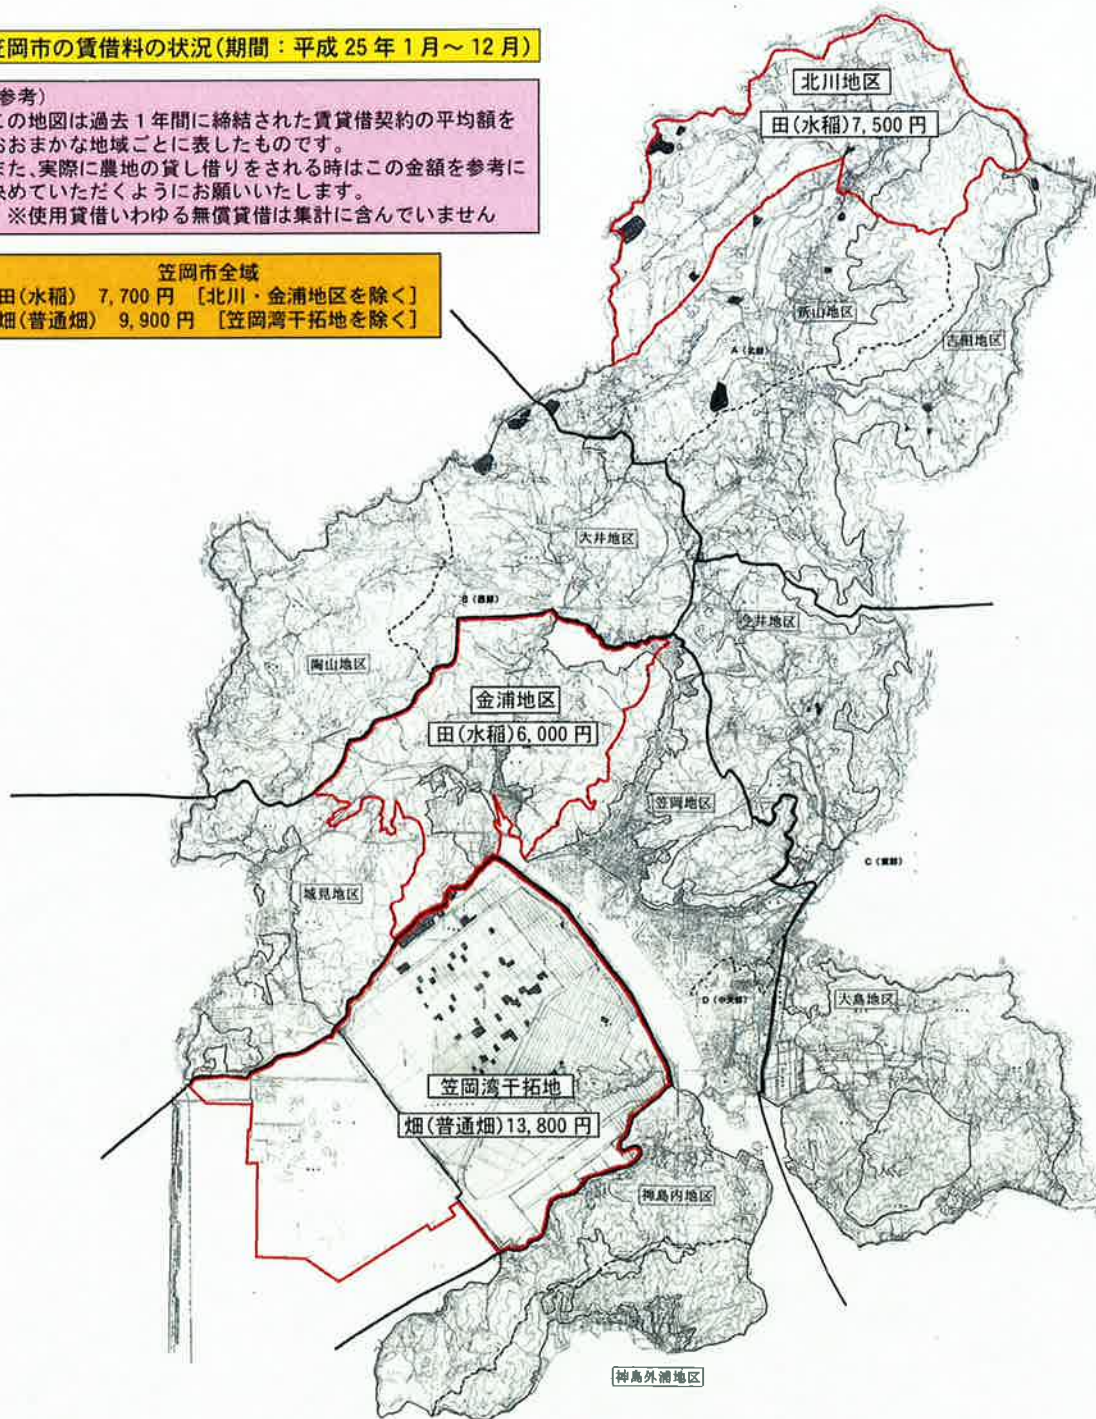 笠岡市の賃借料の状況(期間：平成25年1月～12月)
参考)
この地図は過去1年間に締結された賃貸借契約の平均額を
おおまかな地域ごとに表したものです。
また、実際に農地の貸し借りをされる時はこの金額を参考に
決めていただくようにお願いいたします。
※使用貸借いわゆる無償貸借は集計に含んでいません
笠岡市全域
田(水稲) 7,700円 [北川・金浦地区を除く]
畑(普通畑) 9,900円 [笠岡湾干拓地を除く]
北川地区
田(水稲)7,500円
新山地区
吉田地区
A (北部)
大井地区
B (西部)
今井地区
陶山地区
金浦地区
田(水稲)6,000円
笠岡地区
C (東部)
城見地区
D (中央部)
大島地区
笠岡湾干拓地
畑(普通畑)13,800円
神島内地区
神島外浦地区